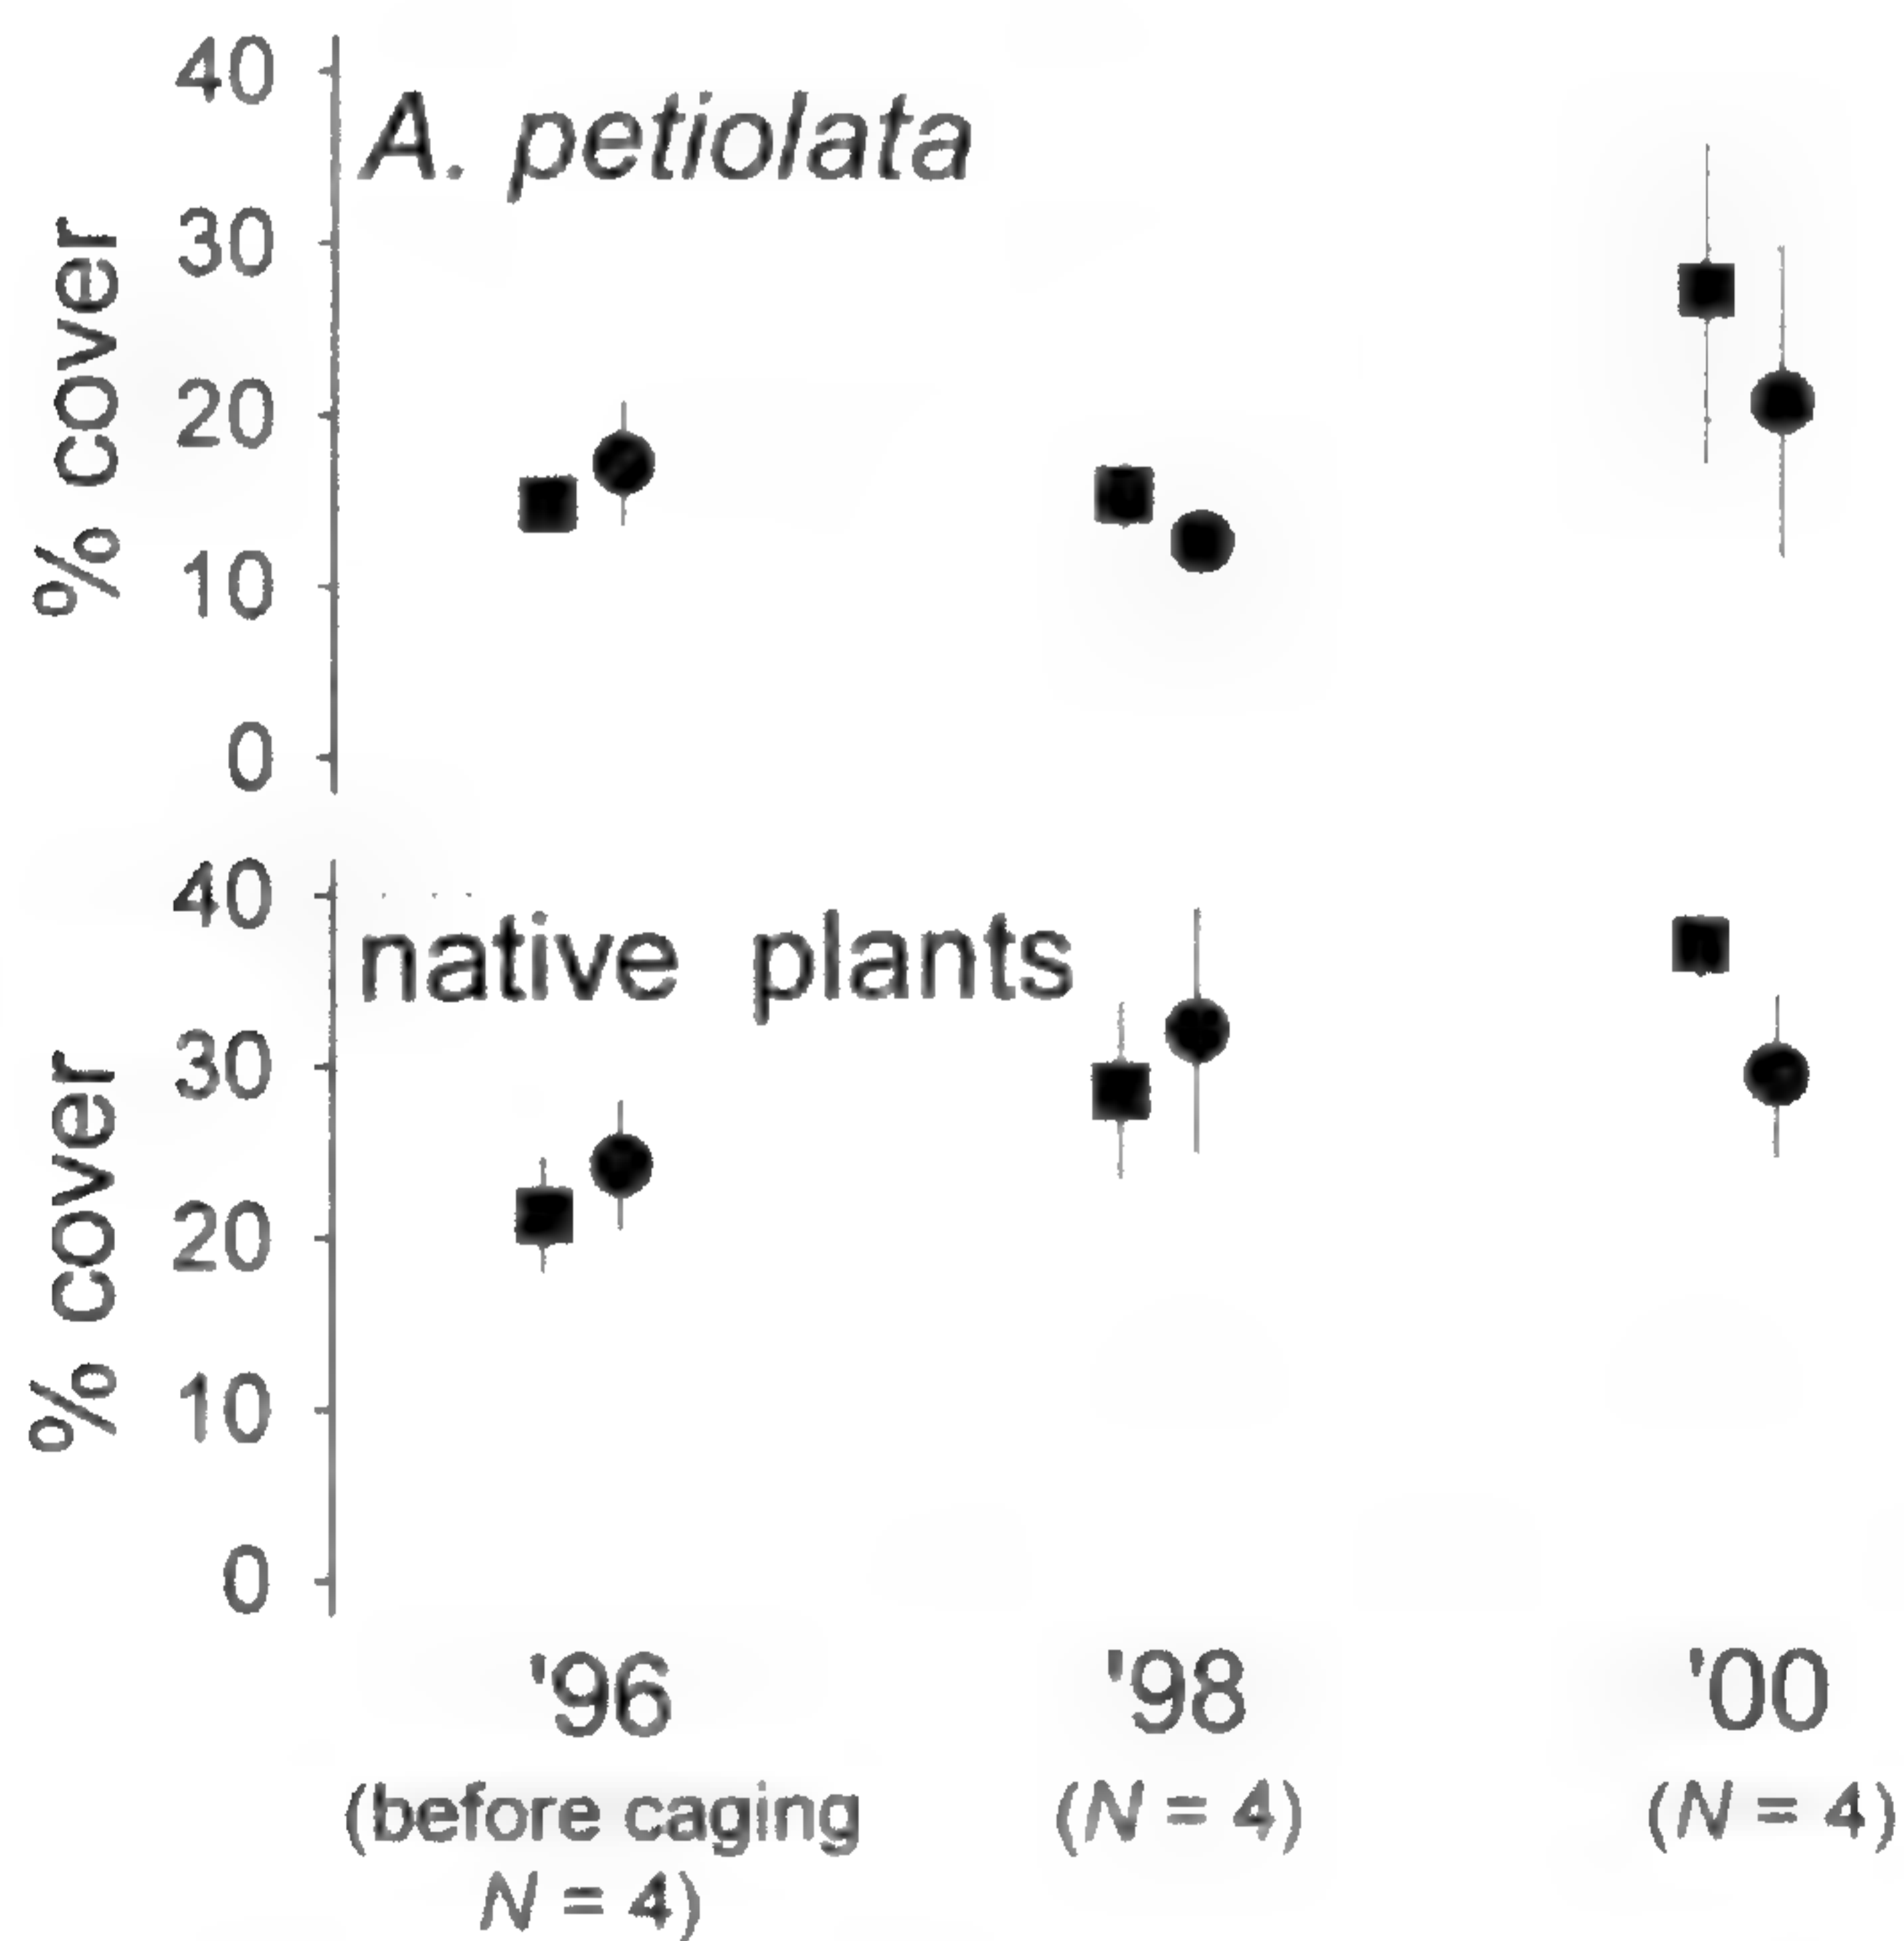 40
A. petiolata
30
20
10
0
% cover
40
native plants
30
20
10
0
% cover
'96 '98 '00
(before caging (N = 4) (N = 4)
N = 4)